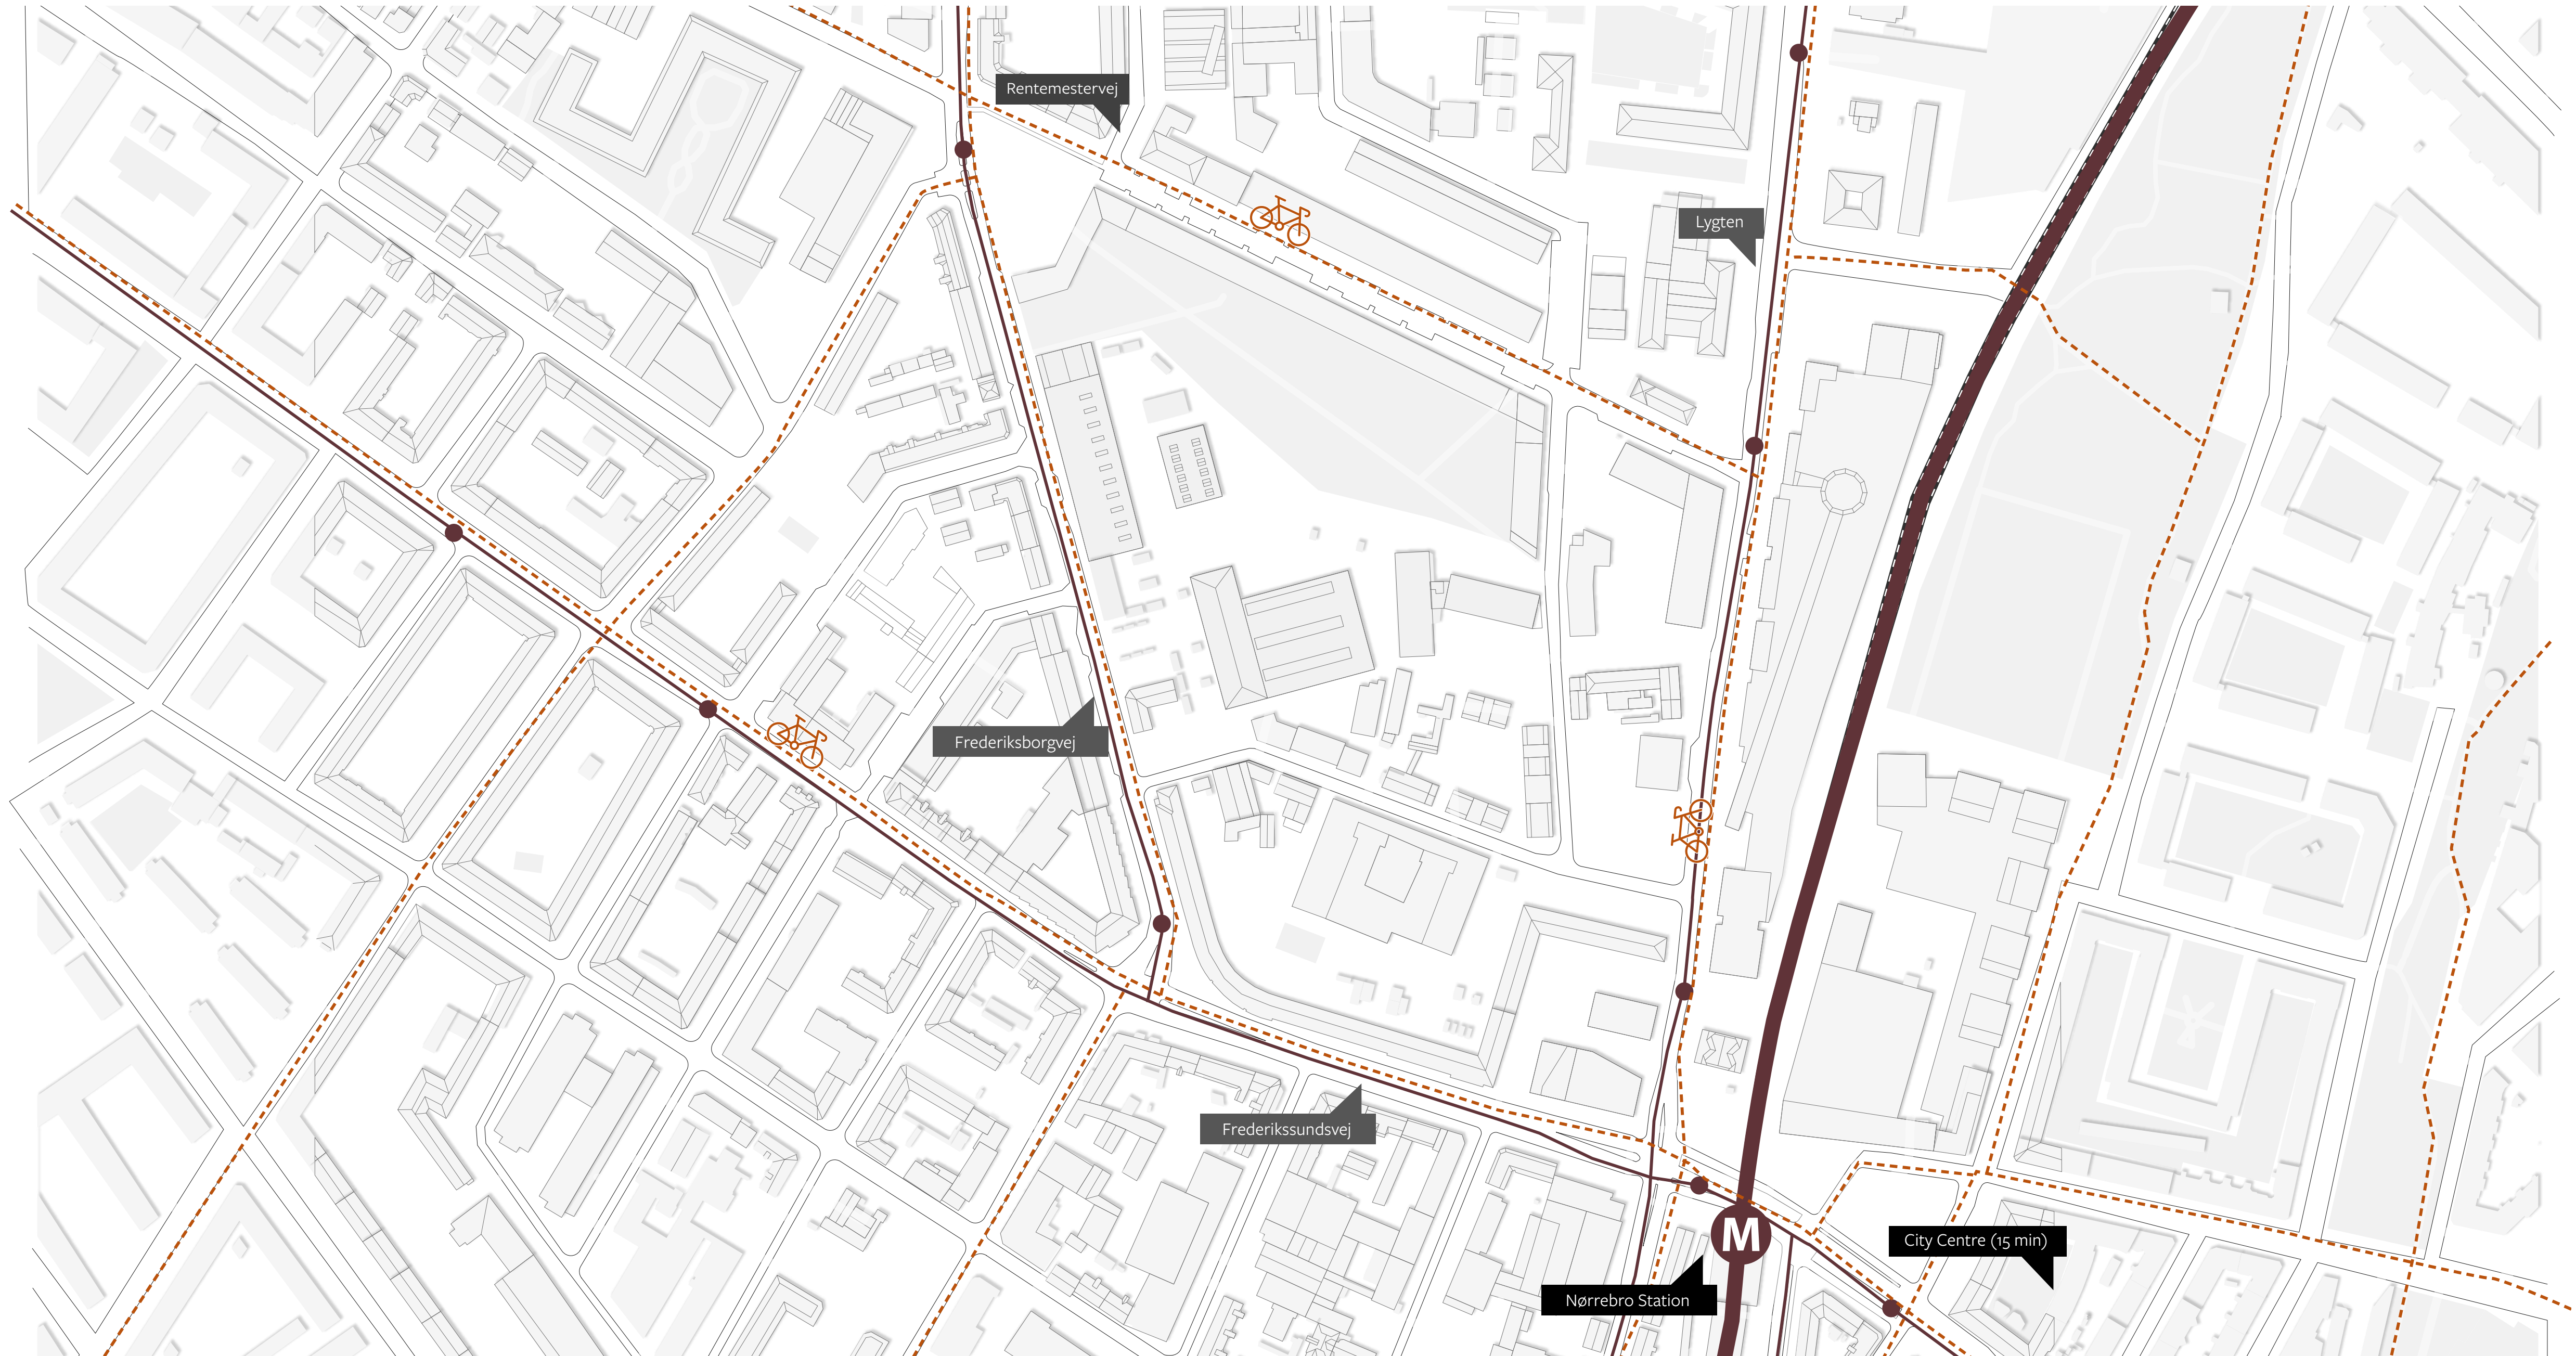 Rentemestervej
Lygten
Frederiksborgvej
Frederikssundsvej
M
City Centre (15 min)
Nørrebro Station